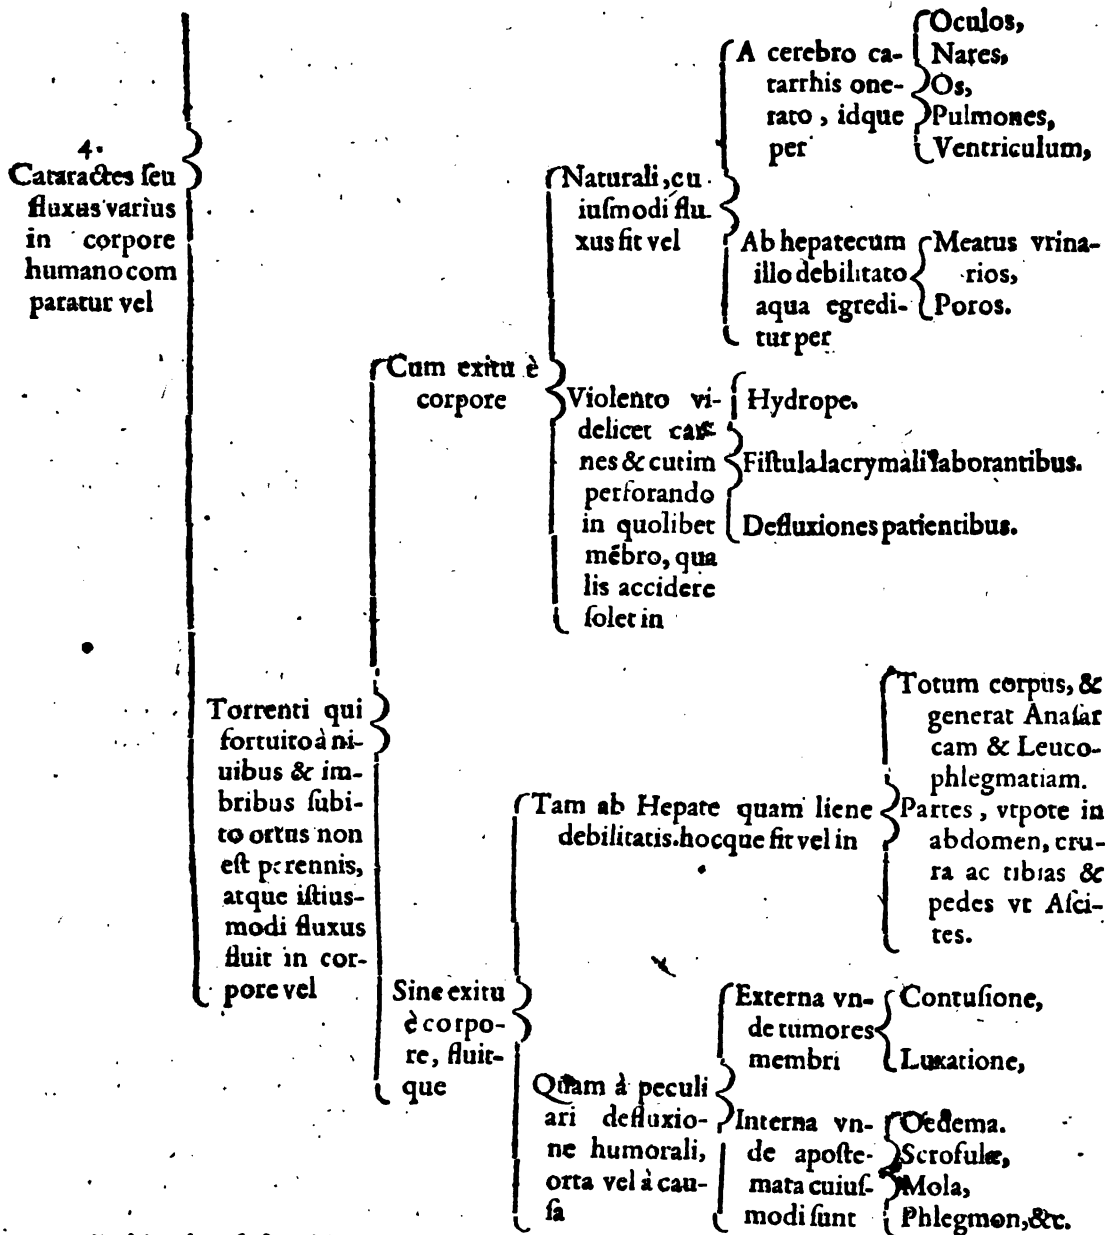 4.
Cataractes ſeu
fluxus varius
in corpore
humano com
paratur vel
Torrenti qui
fortuito à ni-
uibus & im-
bribus ſubi-
to ortus non
eſt perennis,
atque iſtius-
modi fluxus
fluit in cor-
pore vel
Cum exitu è
corpore
Naturali, cu
iuſmodi flu-
xus fit vel
A cerebro ca-
tarrhis one-
rato, idque
per
Oculos,
Nares,
Os,
Pulmones,
Ventriculum,
Ab hepate cum
illo debilitato
aqua egredi-
tur per
Meatus vrina-
rios,
Poros.
Violento vi-
delicet car-
nes & cutim
perforando
in quolibet
mẽbro, qua
lis accidere
ſolet in
Hydrope.
Fiſtula lacrymali laborantibus.
Defluxiones patientibus.
Sine exitu
è corpo-
re, fluit-
que
Tam ab Hepate quam liene
debilitatis. hocque fit vel in
Totum corpus, &
generat Anaſar
cam & Leuco-
phlegmatiam.
Partes, vtpote in
abdomen, cru-
ra ac tibias &
pedes vt Aſci-
tes.
Quam à peculi
ari defluxio-
ne humorali,
orta vel à cau-
ſa
Externa vn-
de tumores
membri
Contuſione,
Luxatione,
Interna vn-
de apoſte-
mata cuiuſ-
modi ſunt
Oedema.
Scrofulæ,
Mola,
Phlegmon, &c.